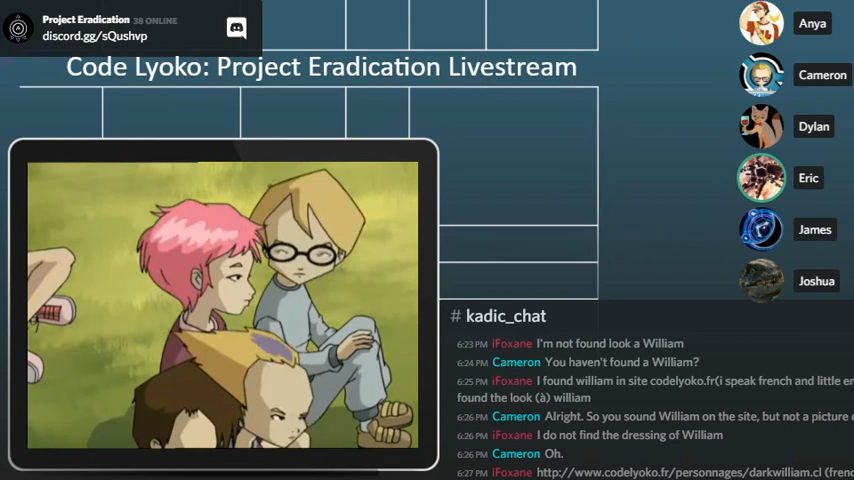 Project Eradication 38 ONLINE
discord.gg/sQushvp
Code Lyoko: Project Eradication Livestream
Anya
Cameron
Dylan
Eric
James
Joshua
# kadic_chat
6:23 PM iFoxane I'm not found look a William
6:24 PM Cameron You haven't found a William?
6:25 PM iFoxane I found william in site codelyoko.fr(i speak french and little en
found the look (à) william
6:26 PM Cameron Alright. So you sound William on the site, but not a picture
6:26 PM iFoxane I do not find the dressing of William
6:26 PM Cameron Oh.
6:27 PM iFoxane http://www.codelyoko.fr/personnages/darkwilliam.cl (frenc